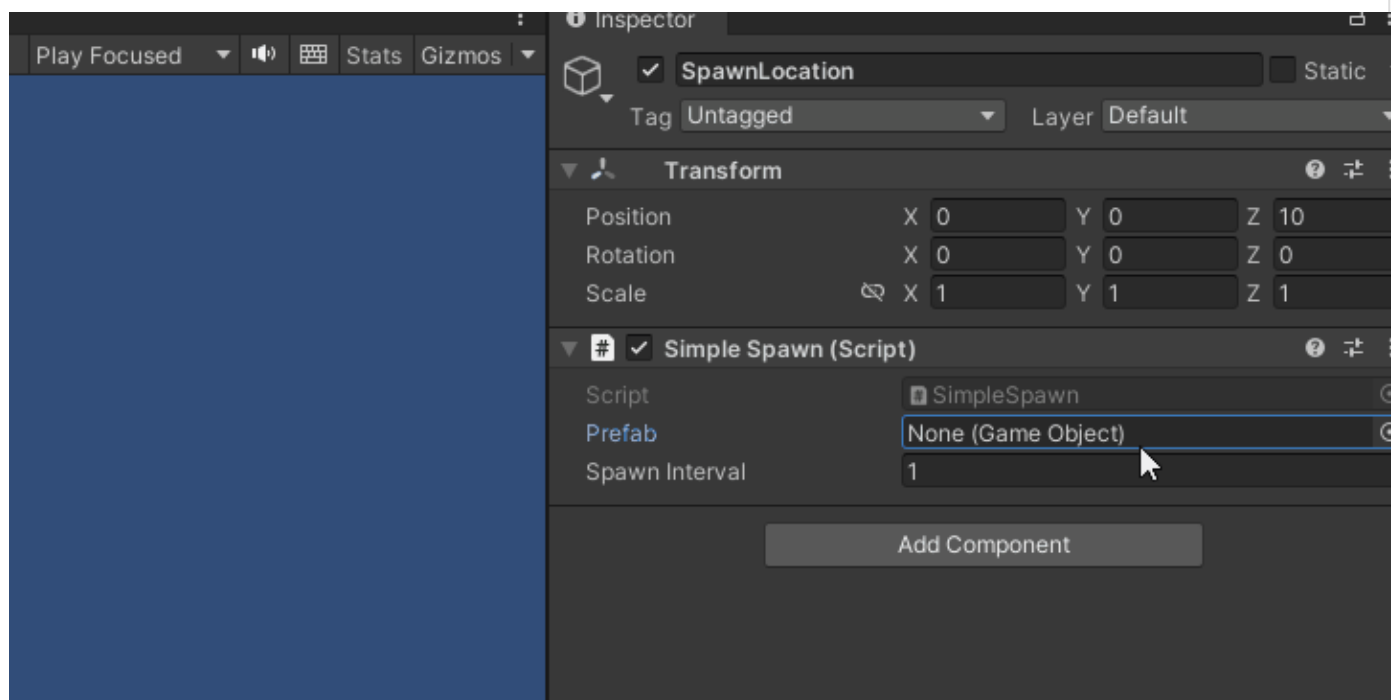 Inspector
Play Focused Stats Gizmos
SpawnLocation Static
Tag Untagged Layer Default
Transform
Position X 0 Y 0 Z 10
Rotation X 0 Y 0 Z 0
Scale X 1 Y 1 Z 1
# Simple Spawn (Script)
Script # SimpleSpawn
Prefab None (Game Object)
Spawn Interval 1
Add Component